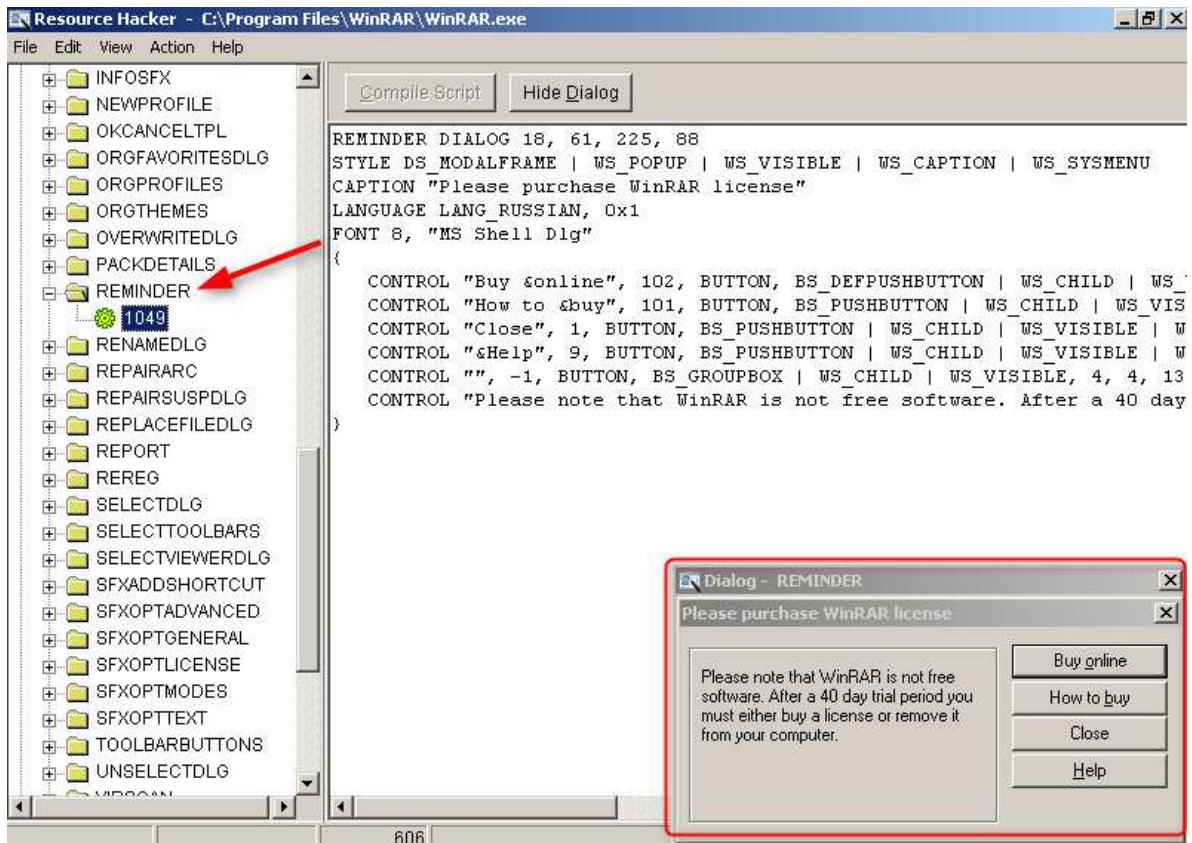 Resource Hacker - C:\Program Files\WinRAR\WinRAR.exe
File Edit View Action Help
INFOSFX
NEWPROFILE
OKCANCELTPL
ORGFAVORITESDLG
ORGPROFILES
ORGTHEMES
OVERWRITEDLG
PACKDETAILS
REMINDER
1049
RENAMEDLG
REPAIRARC
REPAIRSUSPDLG
REPLACEFILEDLG
REPORT
REREG
SELECTDLG
SELECTTOOLBARS
SELECTVIEWERDLG
SFXADDSHORTCUT
SFXOPTADVANCED
SFXOPTGENERAL
SFXOPTLICENSE
SFXOPTMODES
SFXOPTTEXT
TOOLBARBUTTONS
UNSELECTDLG
Compile Script Hide Dialog
REMINDER DIALOG 18, 61, 225, 88
STYLE DS_MODALFRAME | WS_POPUP | WS_VISIBLE | WS_CAPTION | WS_SYSMENU
CAPTION "Please purchase WinRAR license"
LANGUAGE LANG_RUSSIAN, 0x1
FONT 8, "MS Shell Dlg"
{
CONTROL "Buy &online", 102, BUTTON, BS_DEFPUSHBUTTON | WS_CHILD | WS_
CONTROL "How to &buy", 101, BUTTON, BS_PUSHBUTTON | WS_CHILD | WS_VIS
CONTROL "Close", 1, BUTTON, BS_PUSHBUTTON | WS_CHILD | WS_VISIBLE | W
CONTROL "&Help", 9, BUTTON, BS_PUSHBUTTON | WS_CHILD | WS_VISIBLE | W
CONTROL "", -1, BUTTON, BS_GROUPBOX | WS_CHILD | WS_VISIBLE, 4, 4, 13
CONTROL "Please note that WinRAR is not free software. After a 40 day
}
Dialog - REMINDER
Please purchase WinRAR license
Please note that WinRAR is not free
software. After a 40 day trial period you
must either buy a license or remove it
from your computer.
Buy online
How to buy
Close
Help
606